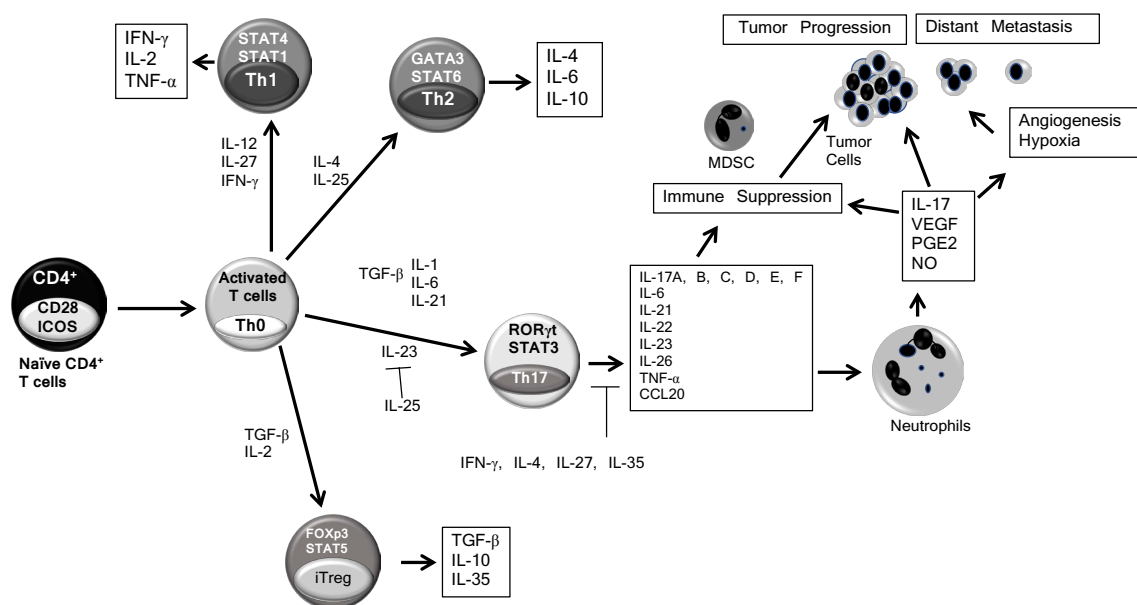 IFN-γ
IL-2
TNF-α
STAT4
STAT1
Th1
GATA3
STAT6
Th2
IL-4
IL-6
IL-10
Tumor Progression
Distant Metastasis
MDSC
Tumor
Cells
Angiogenesis
Hypoxia
IL-12
IL-27
IFN-γ
IL-4
IL-25
Immune Suppression
IL-17
VEGF
PGE2
NO
CD4+
CD28
ICOS
Naïve CD4+
T cells
Activated
T cells
Th0
TGF-β
IL-1
IL-6
IL-21
IL-23
IL-25
RORγt
STAT3
Th17
IL-17A, B, C, D, E, F
IL-6
IL-21
IL-22
IL-23
IL-26
TNF-α
CCL20
Neutrophils
IFN-γ, IL-4, IL-27, IL-35
TGF-β
IL-2
FOXp3
STAT5
iTreg
TGF-β
IL-10
IL-35